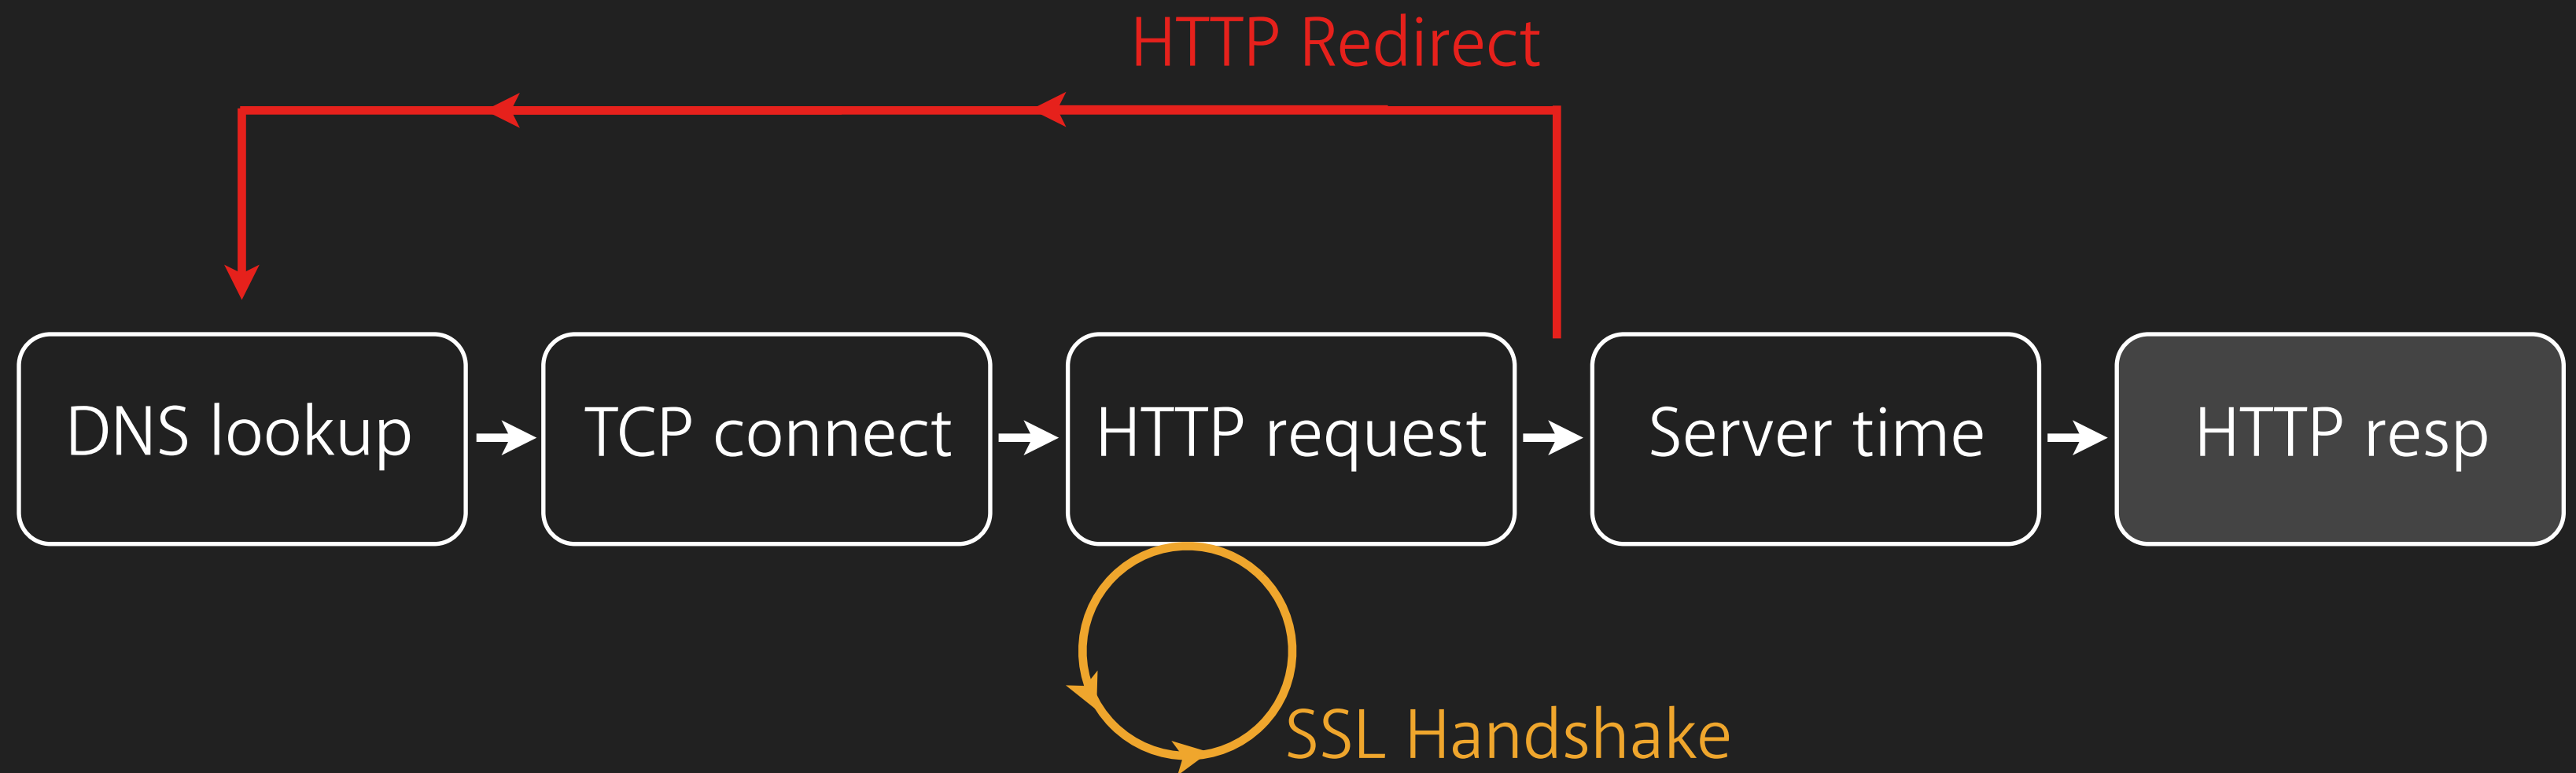 HTTP Redirect
DNS lookup
TCP connect
HTTP request
Server time
HTTP resp
SSL Handshake